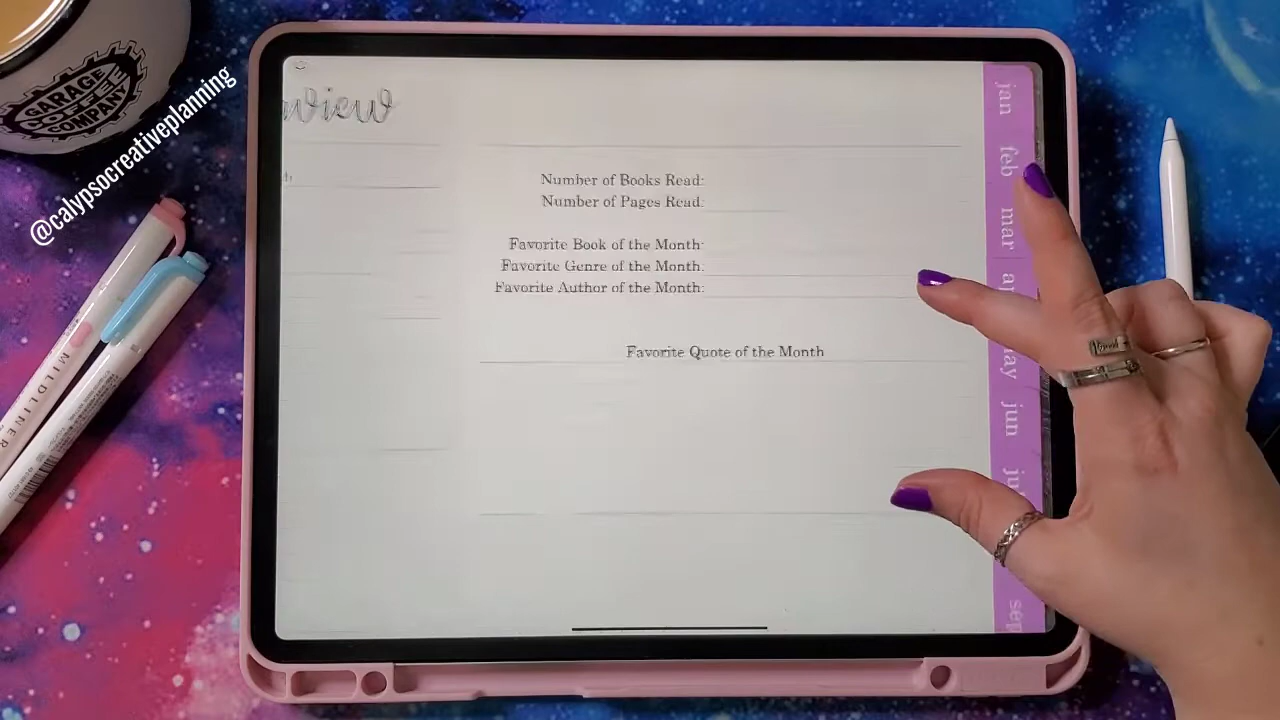 GARAGE
COFFEE
COMPANY
@calypsocreativeplanning
MILDLINER
Number of Books Read:
Number of Pages Read:
Favorite Book of the Month:
Favorite Genre of the Month:
Favorite Author of the Month:
Favorite Quote of the Month
jan
feb
mar
jun